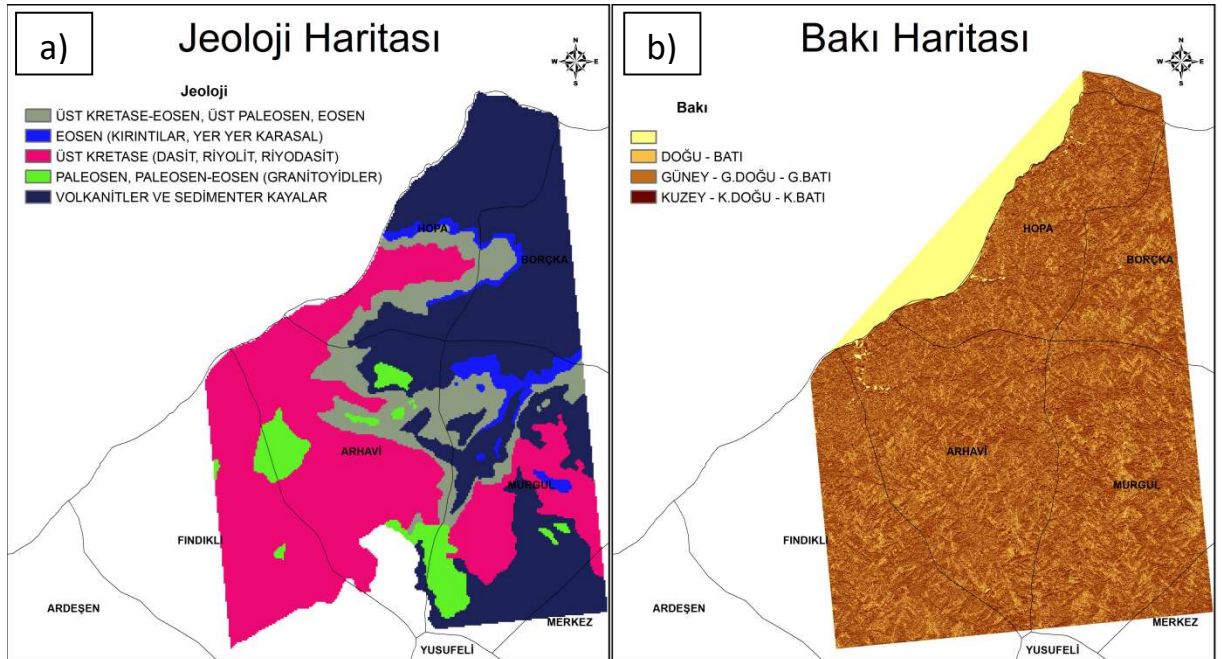 a)
Jeoloji Haritası
N
W
E
S
Jeoloji
ÜST KRETASE-EOSEN, ÜST PALEOSEN, EOSEN
EOSEN (KIRINTILAR, YER YER KARASAL)
ÜST KRETASE (DASİT, RİYOLİT, RİYODASİT)
PALEOSEN, PALEOSEN-EOSEN (GRANITOYİDLER)
VOLKANİTLER VE SEDİMENTER KAYALAR
HOPA
BORÇKA
ARHAVİ
MURGUL
FINDIKLI
ARDEŞEN
MERKEZ
YUSUFELİ
b)
Bakı Haritası
N
W
E
S
Bakı
DOĞU - BATI
GÜNEY - G.DOĞU - G.BATI
KUZEY - K.DOĞU - K.BATI
HOPA
BORÇKA
ARHAVİ
MURGUL
FINDIKLI
ARDEŞEN
MERKEZ
YUSUFELİ